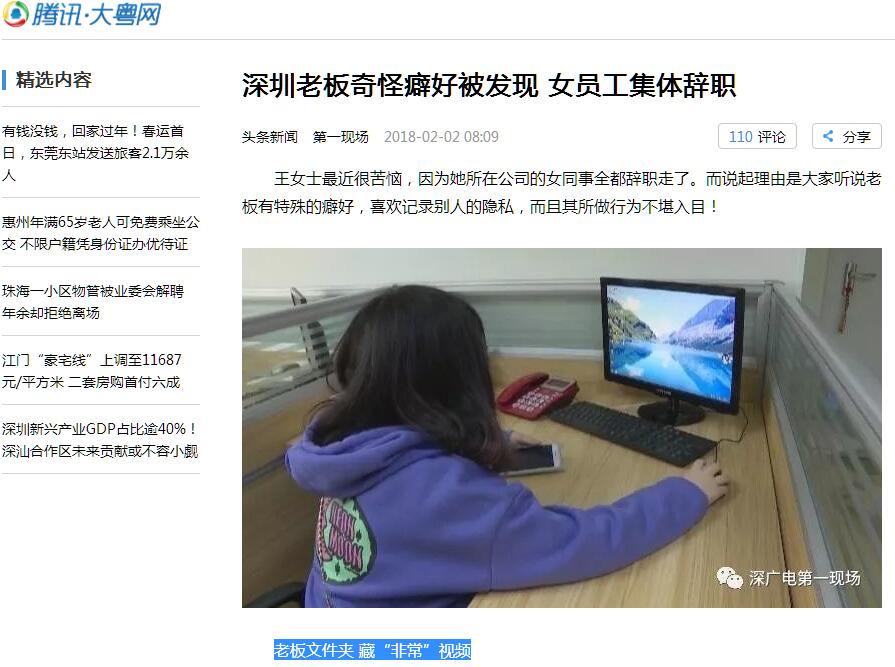 腾讯·大粤网
精选内容
有钱没钱，回家过年！春运首
日，东莞东站发送旅客2.1万余
人
惠州年满65岁老人可免费乘坐公
交 不限户籍凭身份证办优待证
珠海一小区物管被业委会解聘
年余却拒绝离场
江门“豪宅线”上调至11687
元/平方米 二套房购首付六成
深圳新兴产业GDP占比逾40%！
深汕合作区未来贡献或不容小觑
深圳老板奇怪癖好被发现 女员工集体辞职
头条新闻 第一现场 2018-02-02 08:09
110 评论
分享
王女士最近很苦恼，因为她所在公司的女同事全都辞职走了。而说起理由是大家听说老
板有特殊的癖好，喜欢记录别人的隐私，而且其所做行为不堪入目！
NEON
MOON
深广电第一现场
老板文件夹 藏“非常”视频